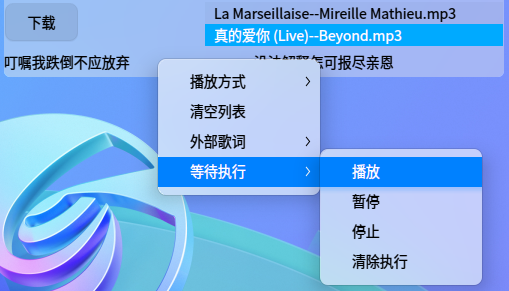 下载
La Marseillaise--Mireille Mathieu.mp3
真的爱你 (Live)--Beyond.mp3
叮嘱我跌倒不应放弃
没法解释怎可报尽亲恩
播放方式
清空列表
外部歌词
等待执行
播放
暂停
停止
清除执行